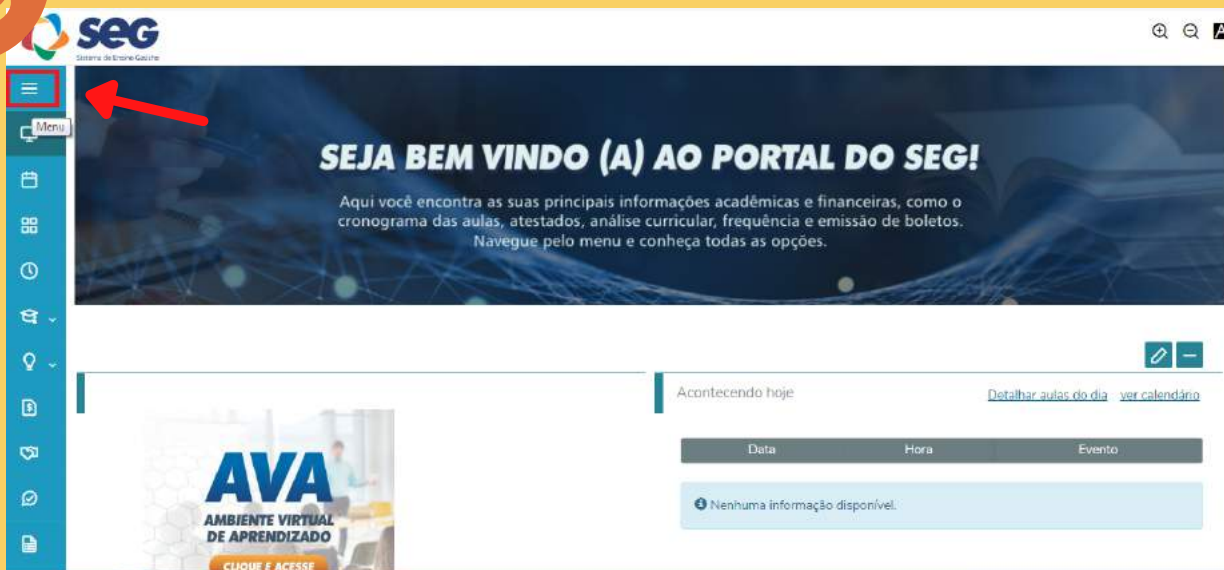 seg
Sistema de Ensino Gaúcho
A
Menu
SEJA BEM VINDO (A) AO PORTAL DO SEG!
Aqui você encontra as suas principais informações acadêmicas e financeiras, como o
cronograma das aulas, atestados, análise curricular, frequência e emissão de boletos.
Navegue pelo menu e conheça todas as opções.
Acontecendo hoje
Detalhar aulas do dia ver calendário
Data Hora Evento
Nenhuma informação disponível.
AVA
AMBIENTE VIRTUAL
DE APRENDIZADO
CLIQUE E ACESSE